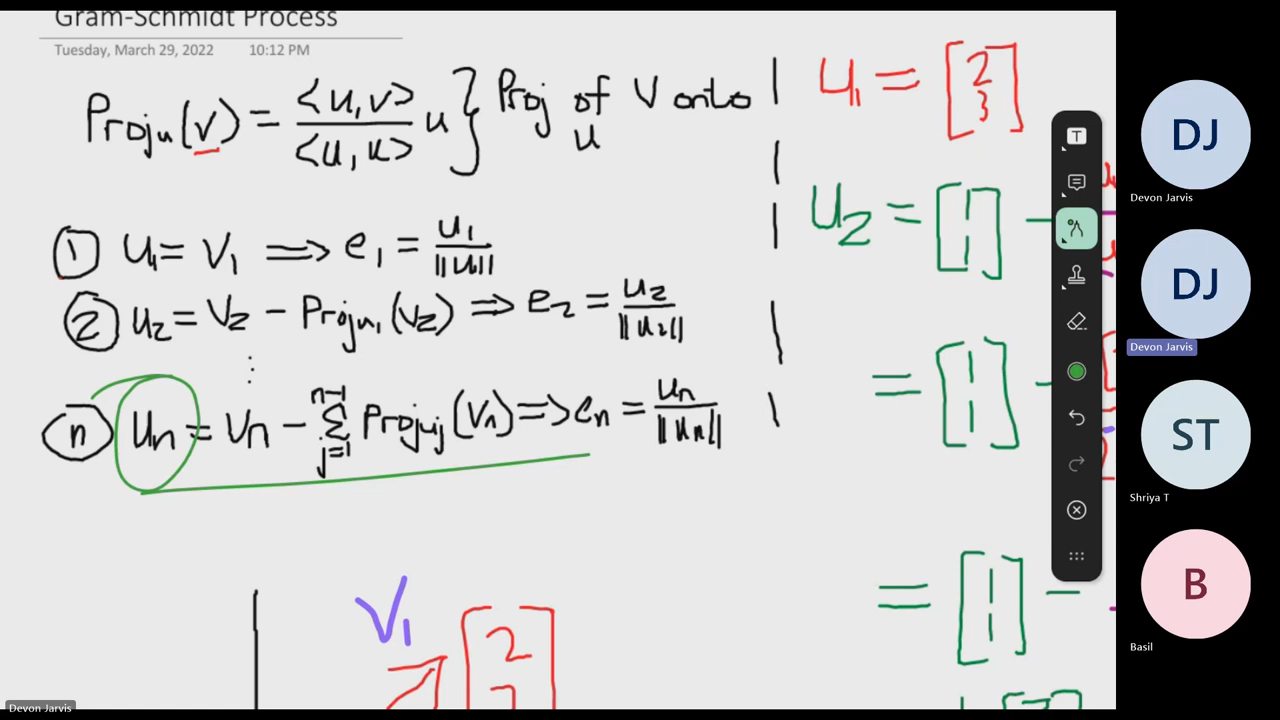 Gram-Schmidt Process
Tuesday, March 29, 2022 10:12 PM
Proju(v) = <u,v> / <u,u> u } Proj of V onto u
① u1 = v1 ⇒ e1 = u1 / ||u||
② u2 = v2 - Proju1(v2) ⇒ e2 = u2 / ||u2||
⋮
ⓝ un = vn - n-1 Σ j=1 Projuj(vn) ⇒ en = un / ||un||
V1
[2
u1 = [2 3]
u2 = [1 1] -
= [1 1] -
= [1 1] -
T
DJ
Devon Jarvis
DJ
Devon Jarvis
ST
Shriya T
B
Basil
Devon Jarvis